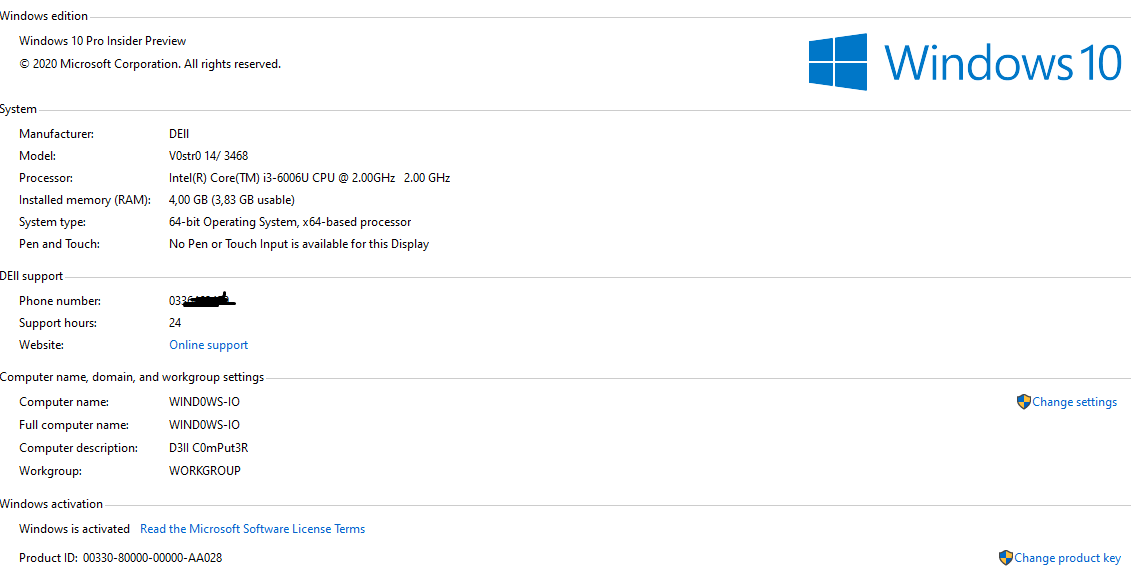 Windows edition
Windows 10 Pro Insider Preview
© 2020 Microsoft Corporation. All rights reserved.
Windows 10
System
Manufacturer: DEll
Model: V0str0 14/ 3468
Processor: Intel(R) Core(TM) i3-6006U CPU @ 2.00GHz 2.00 GHz
Installed memory (RAM): 4,00 GB (3,83 GB usable)
System type: 64-bit Operating System, x64-based processor
Pen and Touch: No Pen or Touch Input is available for this Display
DEll support
Phone number:
Support hours: 24
Website: Online support
Computer name, domain, and workgroup settings
Computer name: WIND0WS-IO Change settings
Full computer name: WIND0WS-IO
Computer description: D3ll C0mPut3R
Workgroup: WORKGROUP
Windows activation
Windows is activated Read the Microsoft Software License Terms
Product ID: 00330-80000-00000-AA028 Change product key